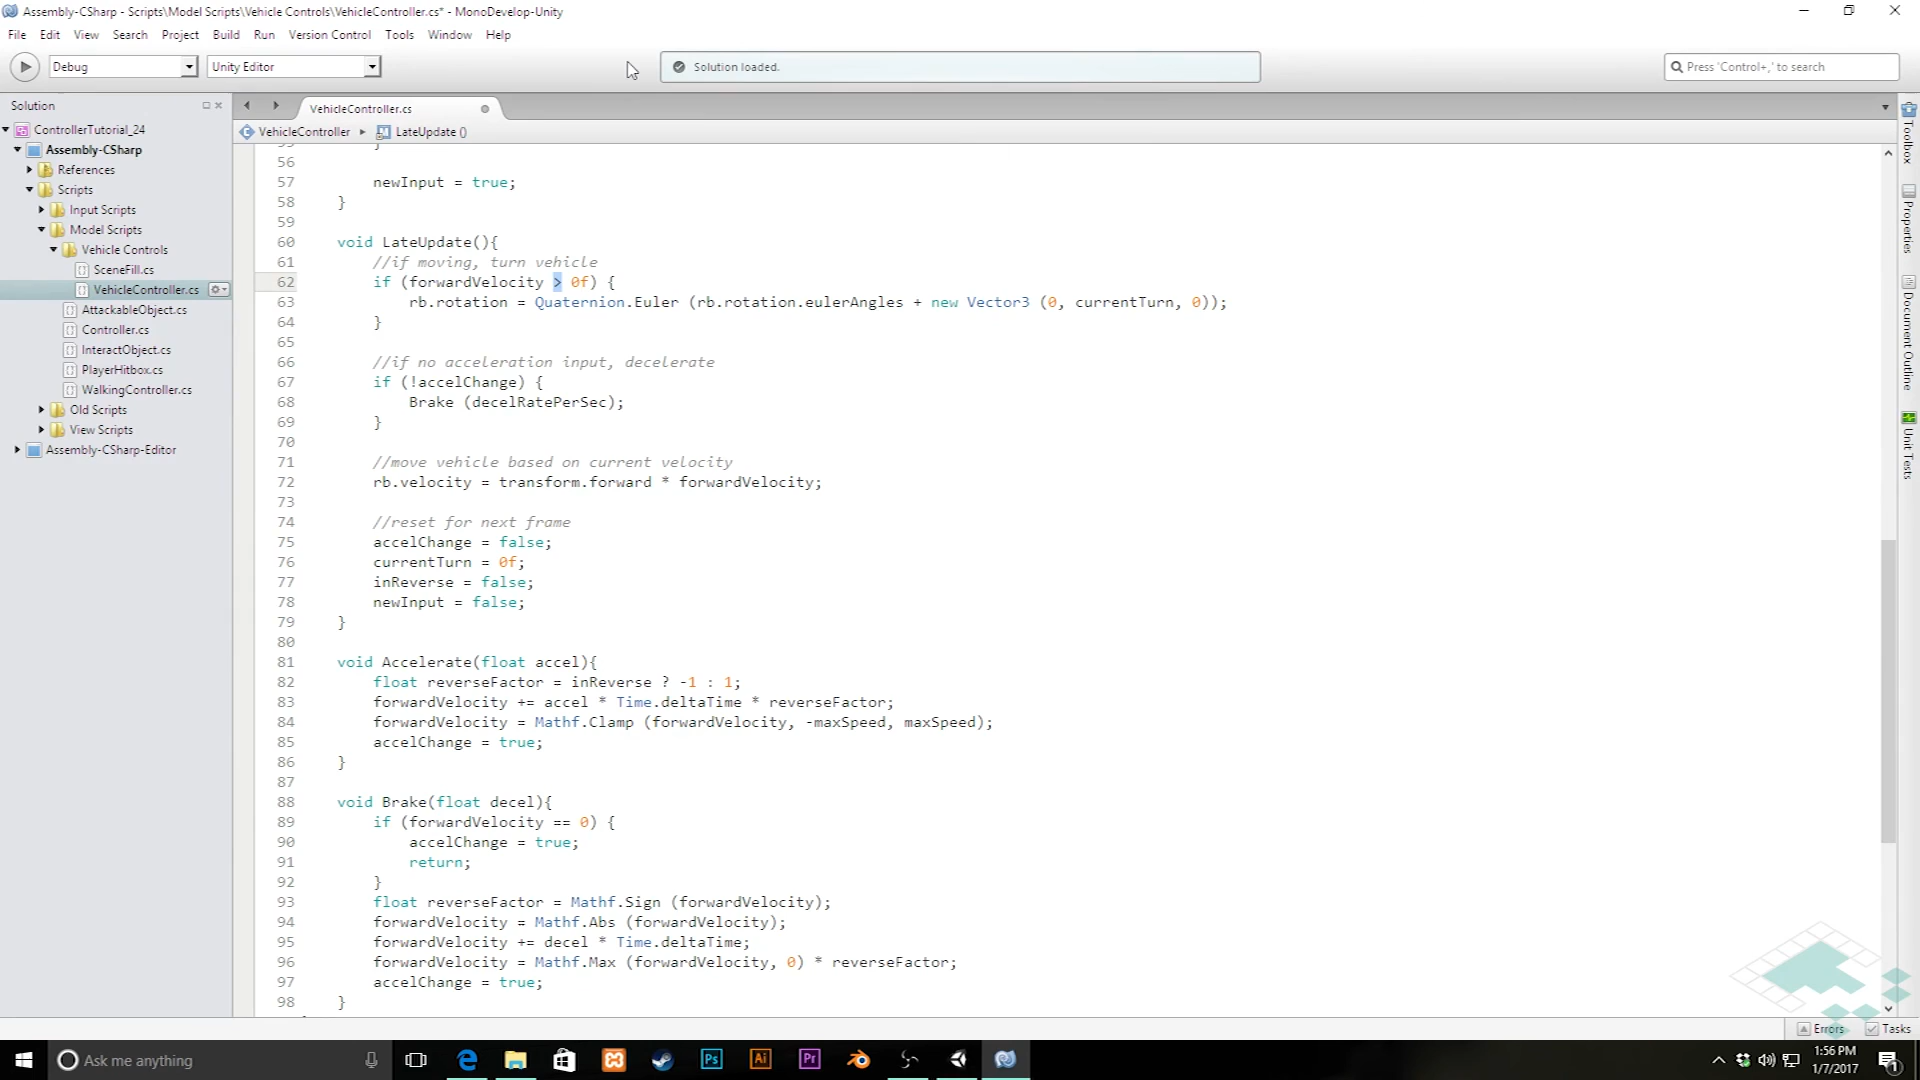 Assembly-CSharp - Scripts\Model Scripts\Vehicle Controls\VehicleController.cs* - MonoDevelop-Unity
File Edit View Search Project Build Run Version Control Tools Window Help
Debug
Unity Editor
Solution loaded.
Press 'Control+,' to search
Solution
ControllerTutorial_24
Assembly-CSharp
References
Scripts
Input Scripts
Model Scripts
Vehicle Controls
SceneFill.cs
VehicleController.cs
AttackableObject.cs
Controller.cs
InteractObject.cs
PlayerHitbox.cs
WalkingController.cs
Old Scripts
View Scripts
Assembly-CSharp-Editor
VehicleController.cs
VehicleController LateUpdate ()
55 }
56
57 newInput = true;
58 }
59
60 void LateUpdate(){
61 //if moving, turn vehicle
62 if (forwardVelocity > 0f) {
63 rb.rotation = Quaternion.Euler (rb.rotation.eulerAngles + new Vector3 (0, currentTurn, 0));
64 }
65
66 //if no acceleration input, decelerate
67 if (!accelChange) {
68 Brake (decelRatePerSec);
69 }
70
71 //move vehicle based on current velocity
72 rb.velocity = transform.forward * forwardVelocity;
73
74 //reset for next frame
75 accelChange = false;
76 currentTurn = 0f;
77 inReverse = false;
78 newInput = false;
79 }
80
81 void Accelerate(float accel){
82 float reverseFactor = inReverse ? -1 : 1;
83 forwardVelocity += accel * Time.deltaTime * reverseFactor;
84 forwardVelocity = Mathf.Clamp (forwardVelocity, -maxSpeed, maxSpeed);
85 accelChange = true;
86 }
87
88 void Brake(float decel){
89 if (forwardVelocity == 0) {
90 accelChange = true;
91 return;
92 }
93 float reverseFactor = Mathf.Sign (forwardVelocity);
94 forwardVelocity = Mathf.Abs (forwardVelocity);
95 forwardVelocity += decel * Time.deltaTime;
96 forwardVelocity = Mathf.Max (forwardVelocity, 0) * reverseFactor;
97 accelChange = true;
98 }
Toolbox
Properties
Document Outline
Unit Tests
Errors Tasks
Ask me anything
Ps
Ai
Pr
1:56 PM
1/7/2017
1